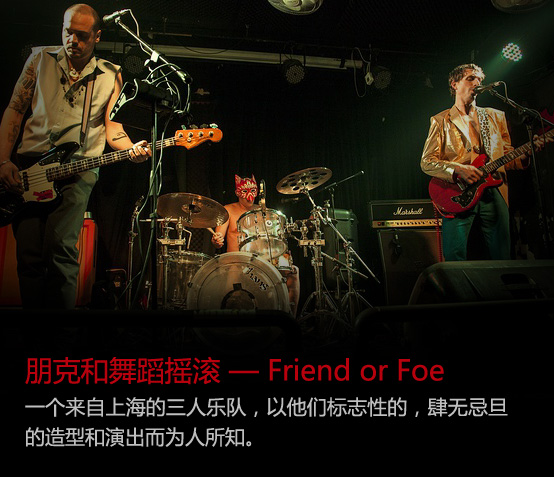 Marshall
朋克和舞蹈摇滚 — Friend or Foe
一个来自上海的三人乐队，以他们标志性的，肆无忌旦
的造型和演出而为人所知。